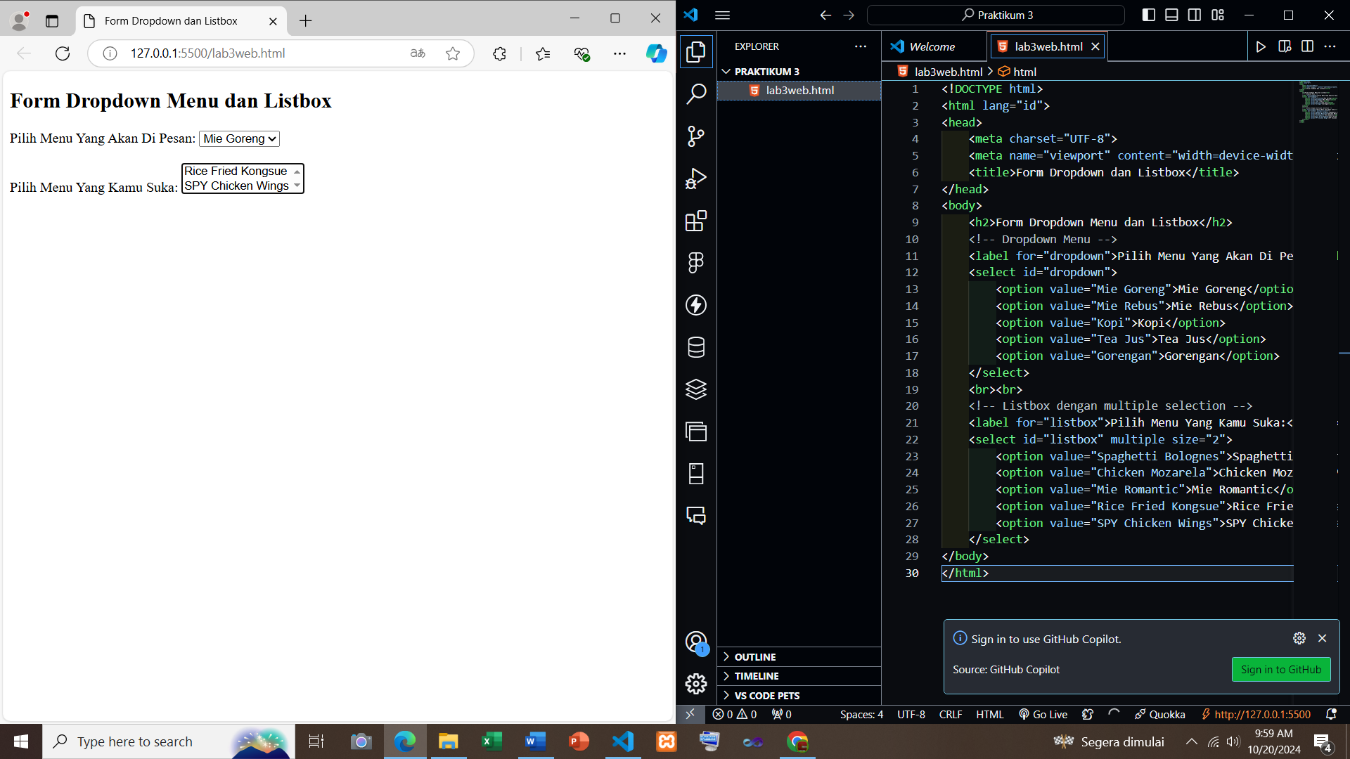 Form Dropdown dan Listbox
127.0.0.1:5500/lab3web.html
Form Dropdown Menu dan Listbox
Pilih Menu Yang Akan Di Pesan: Mie Goreng
Rice Fried Kongsue
Pilih Menu Yang Kamu Suka: SPY Chicken Wings
Praktikum 3
EXPLORER
PRAKTIKUM 3
lab3web.html
OUTLINE
TIMELINE
VS CODE PETS
Welcome
lab3web.html
lab3web.html > html
1 <!DOCTYPE html>
2 <html lang="id">
3 <head>
4 <meta charset="UTF-8">
5 <meta name="viewport" content="width=device-widt
6 <title>Form Dropdown dan Listbox</title>
7 </head>
8 <body>
9 <h2>Form Dropdown Menu dan Listbox</h2>
10 <!-- Dropdown Menu -->
11 <label for="dropdown">Pilih Menu Yang Akan Di Pe
12 <select id="dropdown">
13 <option value="Mie Goreng">Mie Goreng</optio
14 <option value="Mie Rebus">Mie Rebus</option>
15 <option value="Kopi">Kopi</option>
16 <option value="Tea Jus">Tea Jus</option>
17 <option value="Gorengan">Gorengan</option>
18 </select>
19 <br><br>
20 <!-- Listbox dengan multiple selection -->
21 <label for="listbox">Pilih Menu Yang Kamu Suka:<
22 <select id="listbox" multiple size="2">
23 <option value="Spaghetti Bolognes">Spaghetti
24 <option value="Chicken Mozarela">Chicken Moz
25 <option value="Mie Romantic">Mie Romantic</o
26 <option value="Rice Fried Kongsue">Rice Frie
27 <option value="SPY Chicken Wings">SPY Chicke
28 </select>
29 </body>
30 </html>
Sign in to use GitHub Copilot.
Source: GitHub Copilot
Sign in to GitHub
1
0 0 0 Spaces: 4 UTF-8 CRLF HTML Go Live Quokka http://127.0.0.1:5500
Type here to search
Segera dimulai
9:59 AM
10/20/2024
4